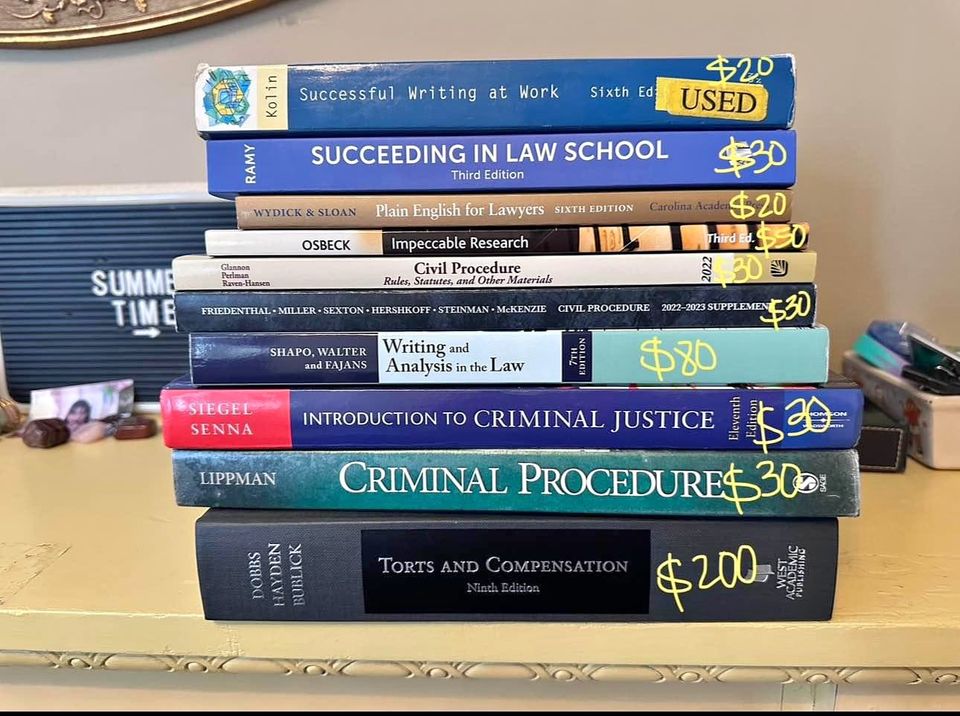 Kolin Successful Writing at Work Sixth Ed $20
USED
RAMY SUCCEEDING IN LAW SCHOOL $30
Third Edition
WYDICK & SLOAN Plain English for Lawyers SIXTH EDITION Carolina $20
OSBECK Impeccable Research Third Ed. $50
Glannon
Perlman
Raven-Hansen
Civil Procedure
Rules, Statutes, and Other Materials
2022 $30
FRIEDENTHAL • MILLER • SEXTON • HERSHKOFF • STEINMAN • McKENZIE CIVIL PROCEDURE 2022–2023 SUPPLEMENT $30
SHAPO, WALTER
and FAJANS
Writing and
Analysis in the Law
7TH
EDITION
$80
SIEGEL
SENNA
INTRODUCTION TO CRIMINAL JUSTICE
Eleventh
Edition
$30
THOMSON
WADSWORTH
LIPPMAN CRIMINAL PROCEDURE $30 SAGE
DOBBS
HAYDEN
BUBLICK
TORTS AND COMPENSATION
Ninth Edition
$200
WEST
ACADEMIC
PUBLISHING
SUMME
TIME